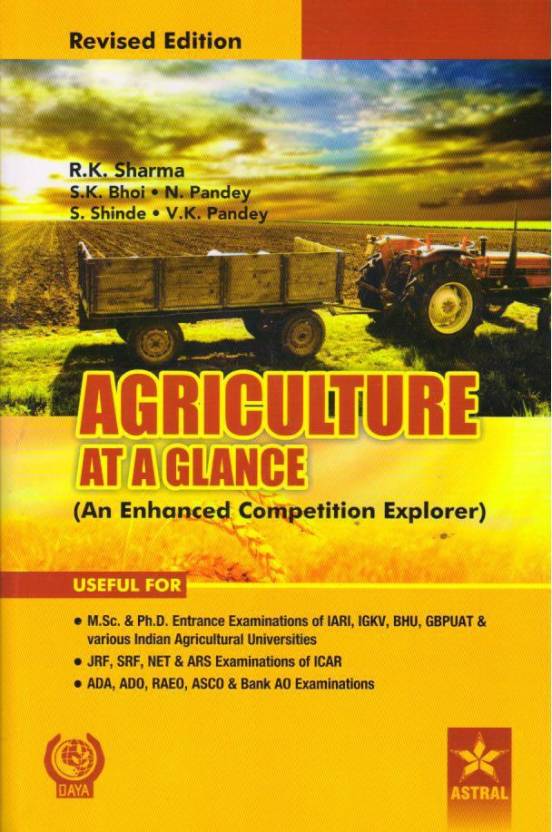 Revised Edition
R.K. Sharma
S.K. Bhoi • N. Pandey
S. Shinde • V.K. Pandey
AGRICULTURE
AT A GLANCE
(An Enhanced Competition Explorer)
USEFUL FOR
• M.Sc. & Ph.D. Entrance Examinations of IARI, IGKV, BHU, GBPUAT &
various Indian Agricultural Universities
• JRF, SRF, NET & ARS Examinations of ICAR
• ADA, ADO, RAEO, ASCO & Bank AO Examinations
DAYA
ASTRAL